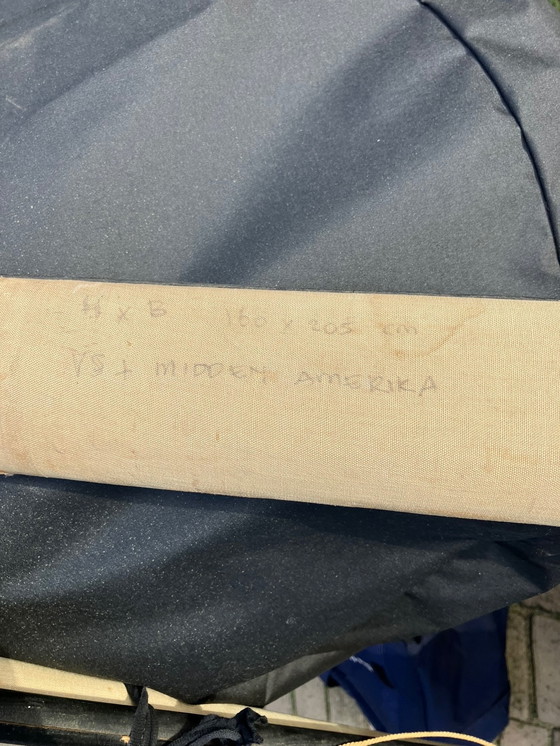 H x B 160 x 205 cm
VS + MIDDEN AMERIKA